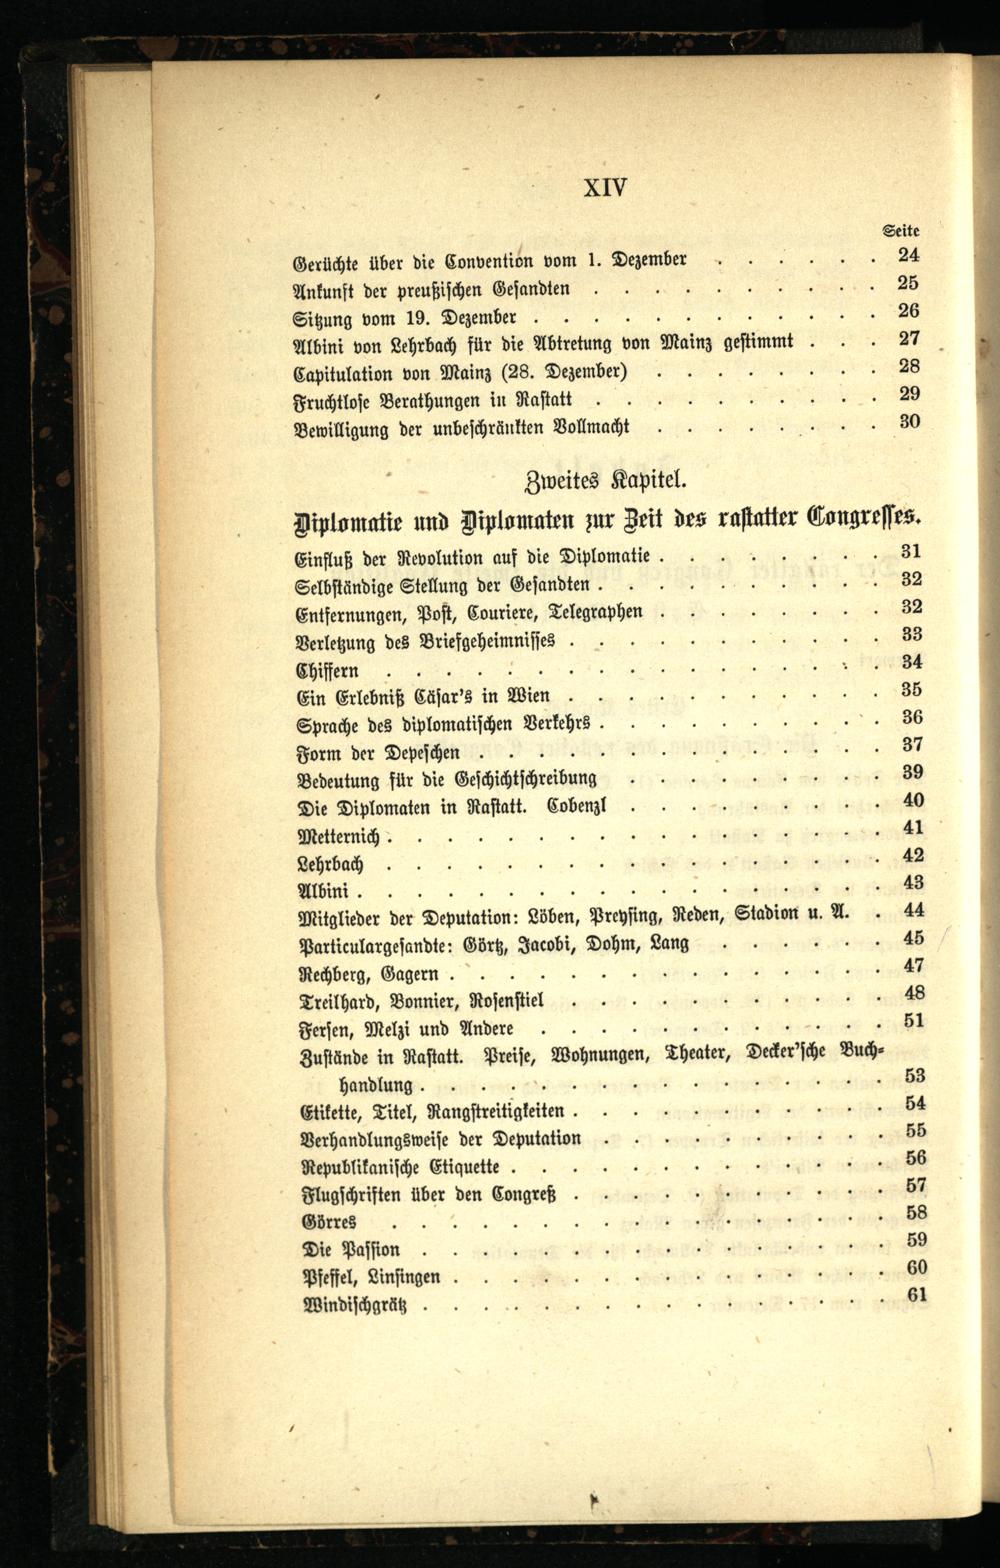 XIV
Seite
Gerüchte über die Convention vom 1. Dezember . . . . . . 24
Ankunft der preußischen Gesandten . . . . . . . . . . 25
Sitzung vom 19. Dezember . . . . . . . . . . . . 26
Albini von Lehrbach für die Abtretung von Mainz gestimmt . . . 27
Capitulation von Mainz (28. Dezember) . . . . . . . . 28
Fruchtlose Berathungen in Rastatt . . . . . . . . . . 29
Bewilligung der unbeschränkten Vollmacht . . . . . . . . 30
Zweites Kapitel.
Diplomatie und Diplomaten zur Zeit des rastatter Congresses.
Einfluß der Revolution auf die Diplomatie . . . . . . . . 31
Selbständige Stellung der Gesandten . . . . . . . . . . 32
Entfernungen, Post, Couriere, Telegraphen . . . . . . . . 32
Verletzung des Briefgeheimnisses . . . . . . . . . . . 33
Chiffern . . . . . . . . . . . . . . . . . 34
Ein Erlebniß Cäsar's in Wien . . . . . . . . . . . 35
Sprache des diplomatischen Verkehrs . . . . . . . . . . 36
Form der Depeschen . . . . . . . . . . . . . . 37
Bedeutung für die Geschichtschreibung . . . . . . . . . 39
Die Diplomaten in Rastatt. Cobenzl . . . . . . . . . 40
Metternich . . . . . . . . . . . . . . . . . 41
Lehrbach . . . . . . . . . . . . . . . . . 42
Albini . . . . . . . . . . . . . . . . . . 43
Mitglieder der Deputation: Löben, Preysing, Reden, Stadion u. A. . 44
Particulargesandte: Görtz, Jacobi, Dohm, Lang . . . . . . 45
Rechberg, Gagern . . . . . . . . . . . . . . . 47
Treilhard, Bonnier, Rosenstiel . . . . . . . . . . . 48
Fersen, Melzi und Andere . . . . . . . . . . . . 51
Zustände in Rastatt. Preise, Wohnungen, Theater, Decker'sche Buch-
handlung . . . . . . . . . . . . . . . . 53
Etikette, Titel, Rangstreitigkeiten . . . . . . . . . . . 54
Verhandlungsweise der Deputation . . . . . . . . . . 55
Republikanische Etiquette . . . . . . . . . . . . . 56
Flugschriften über den Congreß . . . . . . . . . . . 57
Görres . . . . . . . . . . . . . . . . . 58
Die Passion . . . . . . . . . . . . . . . . 59
Pfeffel, Linsingen . . . . . . . . . . . . . . . 60
Windischgrätz . . . . . . . . . . . . . . . . 61